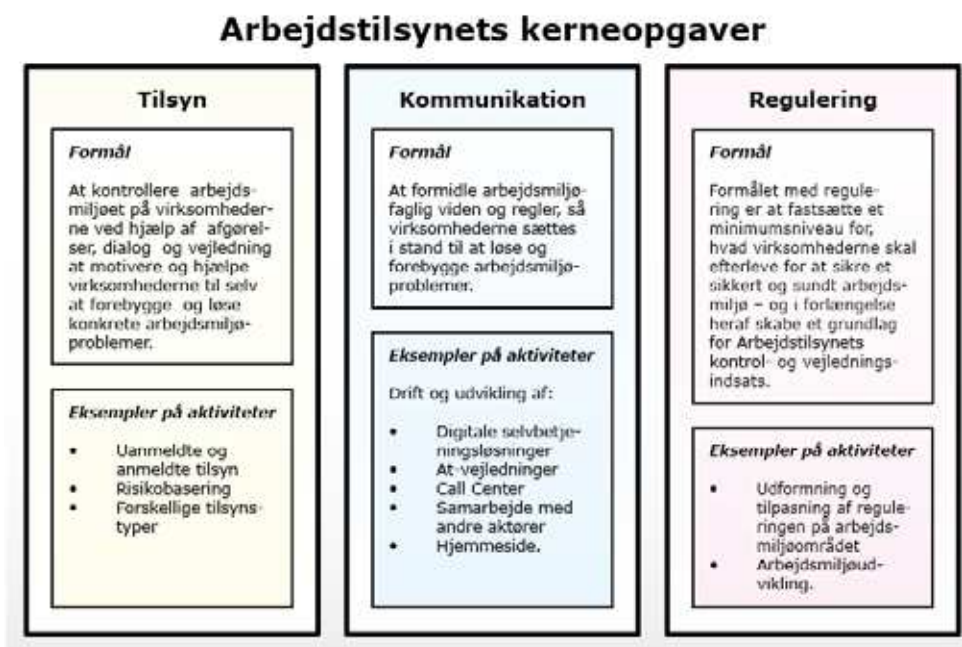 Arbejdstilsynets kerneopgaver
Tilsyn
Formål
At kontrollere arbejds-
miljøet på virksomheder-
ne ved hjælp af afgørel-
ser, dialog og vejledning
at motivere og hjælpe
virksomhederne til selv
at forebygge og løse
konkrete arbejdsmiljø-
problemer.
Eksempler på aktiviteter
• Uanmeldte og
anmeldte tilsyn
• Risikobasering
• Forskellige tilsyns-
typer
Kommunikation
Formål
At formidle arbejdsmiljø-
faglig viden og regler, så
virksomhederne sættes
i stand til at løse og
forebygge arbejdsmiljø-
problemer.
Eksempler på aktiviteter
Drift og udvikling af:
• Digitale selvbetje-
ningsløsninger
• At-vejledninger
• Call Center
• Samarbejde med
andre aktører
• Hjemmeside.
Regulering
Formål
Formålet med regule-
ring er at fastsætte et
minimumsniveau for,
hvad virksomhederne skal
efterleve for at sikre et
sikkert og sundt arbejds-
miljø – og i forlængelse
heraf skabe et grundlag
for Arbejdstilsynets
kontrol- og vejlednings-
indsats.
Eksempler på aktiviteter
• Udformning og
tilpasning af regule-
ringen på arbejds-
miljøområdet
• Arbejdsmiljøud-
vikling.